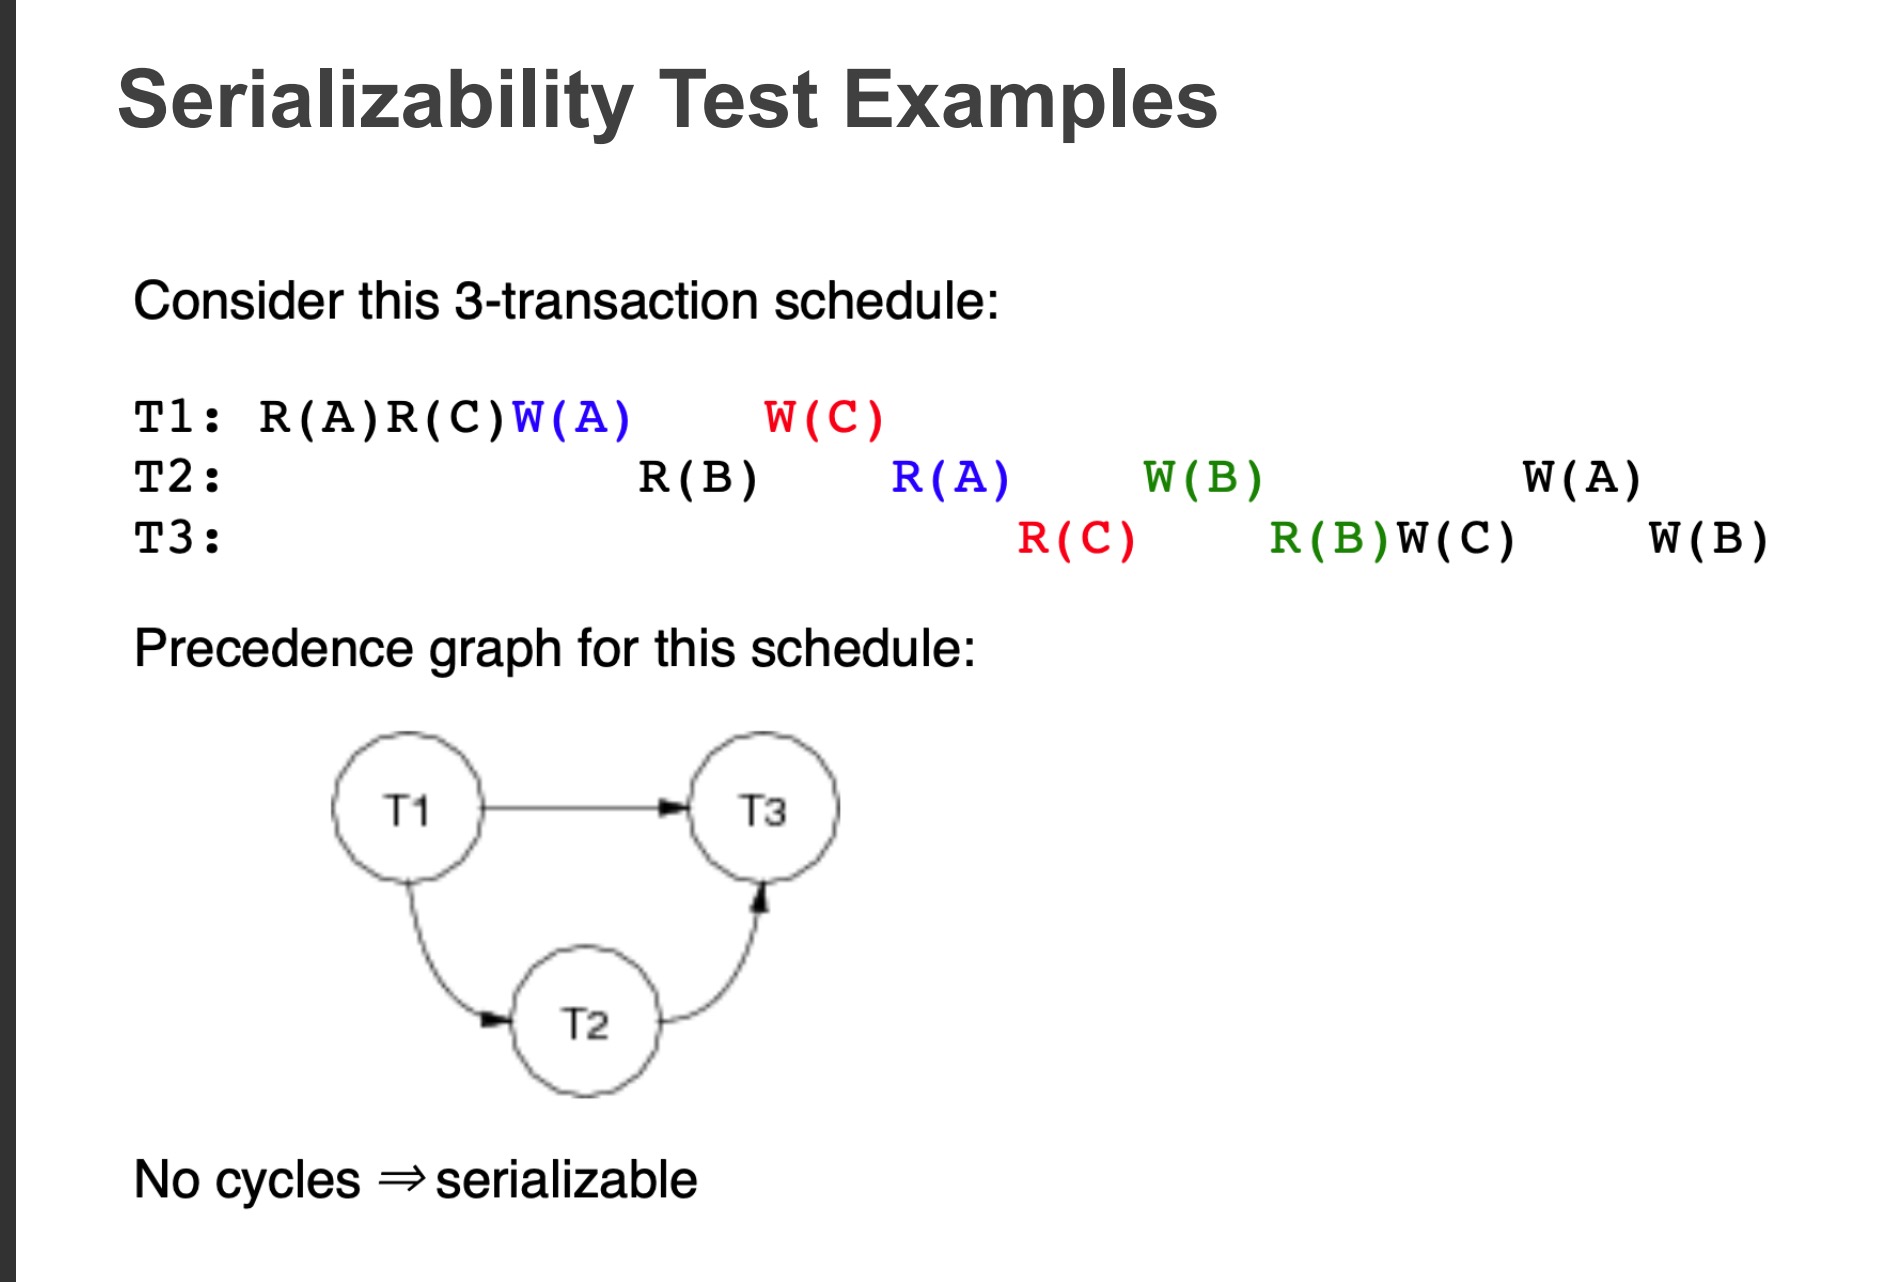 Serializability Test Examples
Consider this 3-transaction schedule:
T1: R(A)R(C)W(A) W(C)
T2: R(B) R(A) W(B) W(A)
T3: R(C) R(B)W(C) W(B)
Precedence graph for this schedule:
T1 T3
T2
No cycles ⇒ serializable